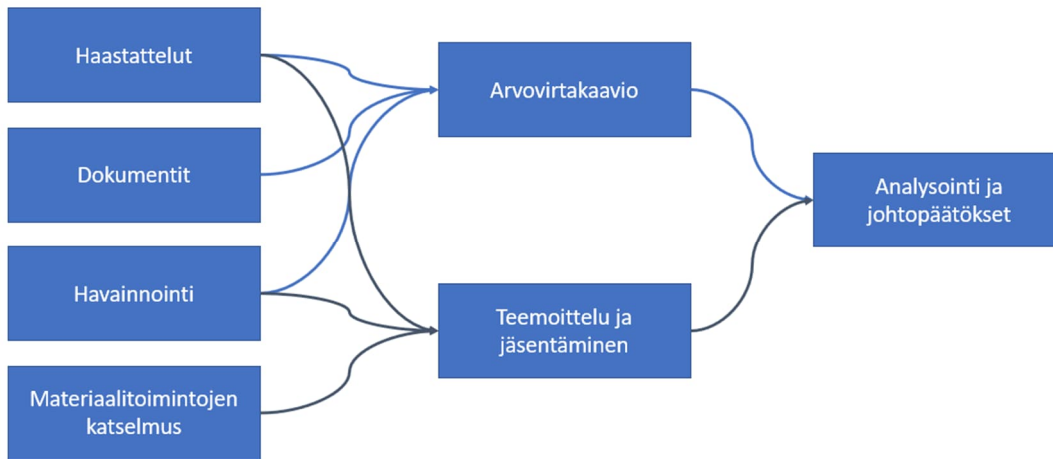 Haastattelut
Dokumentit
Havainnointi
Materiaalitoimintojen
katselmus
Arvovirtakaavio
Teemoittelu ja
jäsentäminen
Analysointi ja
johtopäätökset